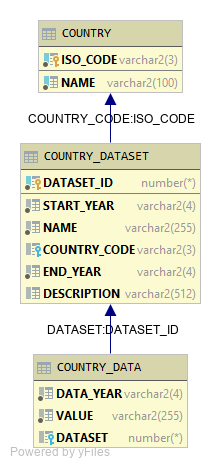 COUNTRY
ISO_CODE varchar2(3)
NAME varchar2(100)
COUNTRY_CODE:ISO_CODE
COUNTRY_DATASET
DATASET_ID number(*)
START_YEAR varchar2(4)
NAME varchar2(255)
COUNTRY_CODE varchar2(3)
END_YEAR varchar2(4)
DESCRIPTION varchar2(512)
DATASET:DATASET_ID
COUNTRY_DATA
DATA_YEAR varchar2(4)
VALUE varchar2(255)
DATASET number(*)
Powered by yFiles